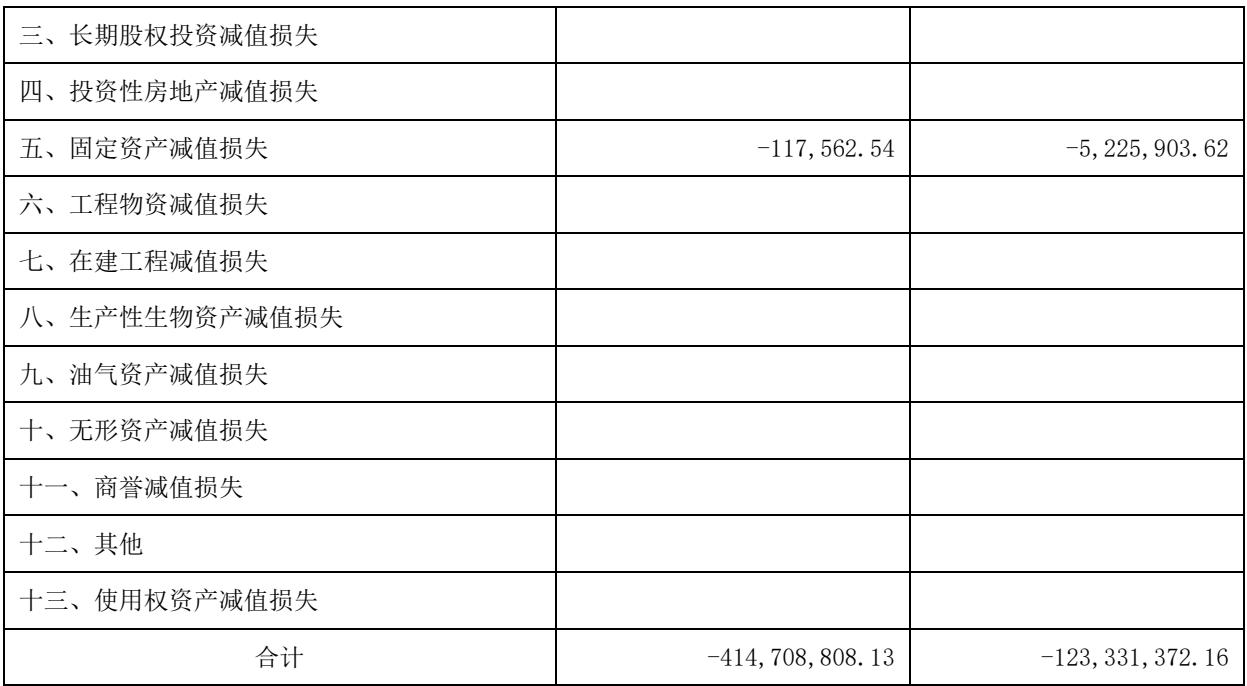 三、长期股权投资减值损失
四、投资性房地产减值损失
五、固定资产减值损失 -117,562.54 -5,225,903.62
六、工程物资减值损失
七、在建工程减值损失
八、生产性生物资产减值损失
九、油气资产减值损失
十、无形资产减值损失
十一、商誉减值损失
十二、其他
十三、使用权资产减值损失
合计 -414,708,808.13 -123,331,372.16